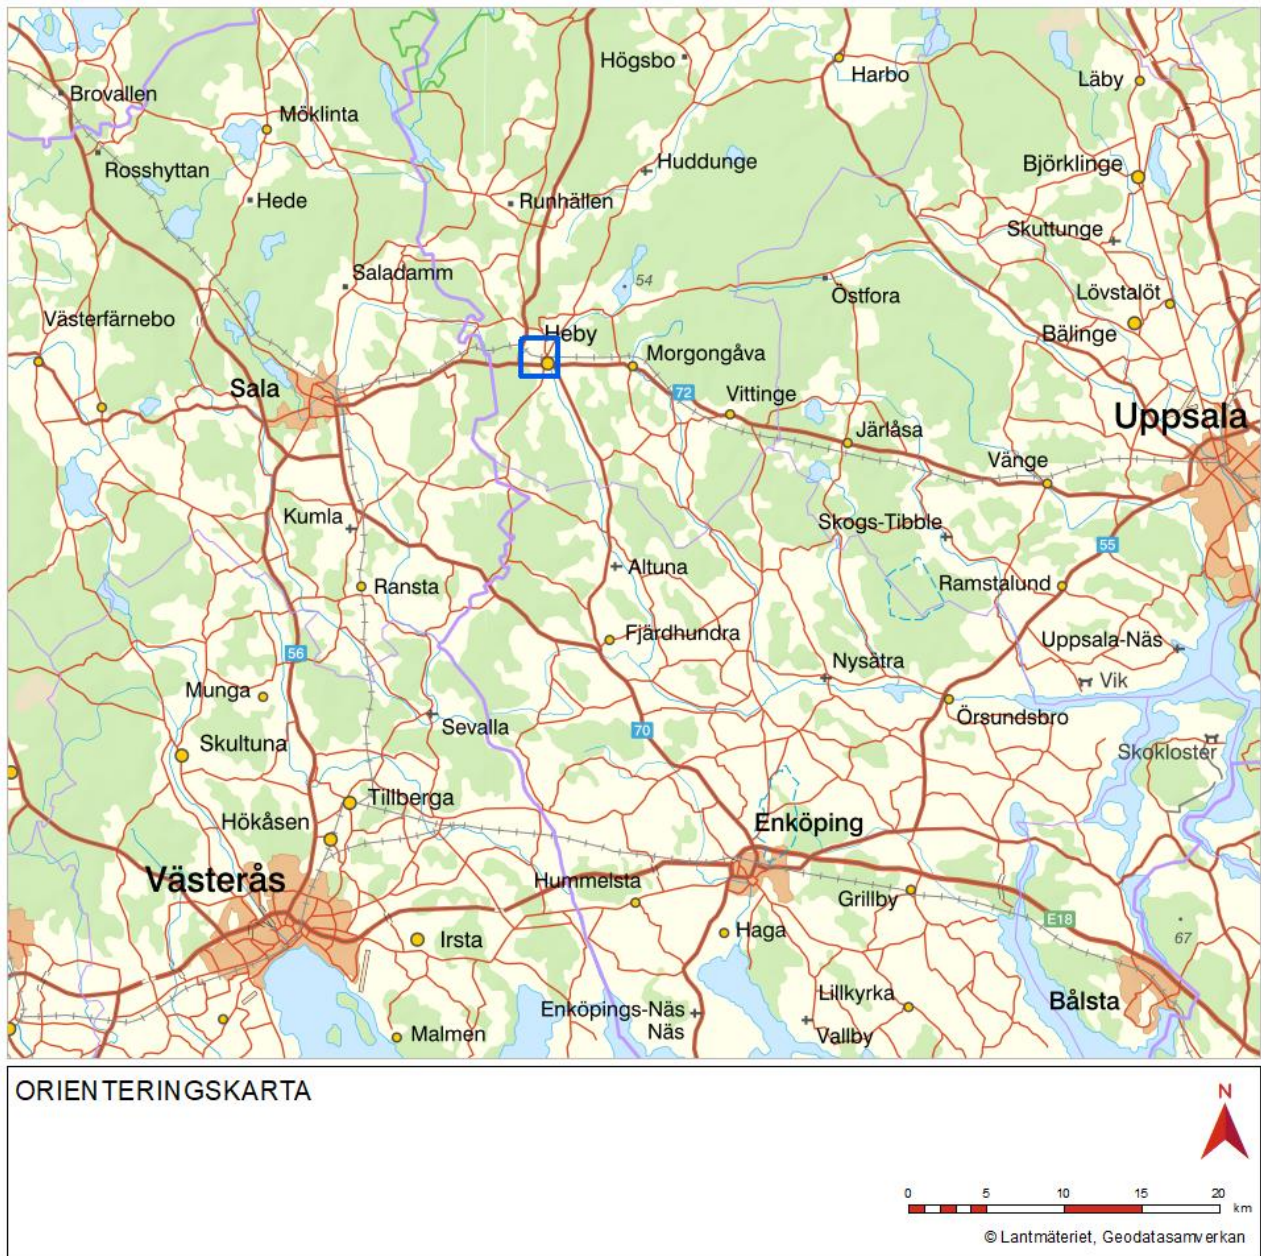 Högsbo
Harbo
Läby
Brovallen
Möklinta
Huddunge
Björklinge
Rosshyttan
Hede
Runhällen
Skuttunge
Saladamm
54
Östfora
Lövstalöt
Västerfärnebo
Heby
Bälinge
Morgongåva
Sala
72
Vittinge
Uppsala
Järlåsa
Vänge
Kumla
Skogs-Tibble
55
Altuna
Ransta
Ramstalund
Fjärdhundra
Uppsala-Näs
56
Nysätra
Vik
Munga
Sevalla
Örsundsbro
70
Skultuna
Skokloster
Tillberga
Hökåsen
Enköping
Västerås
Hummelsta
Grillby
E18
Irsta
Haga
67
Lillkyrka
Bålsta
Enköpings-Näs
Näs
Malmen
Vallby
ORIENTERINGSKARTA
N
0 5 10 15 20
km
© Lantmäteriet, Geodatasamverkan